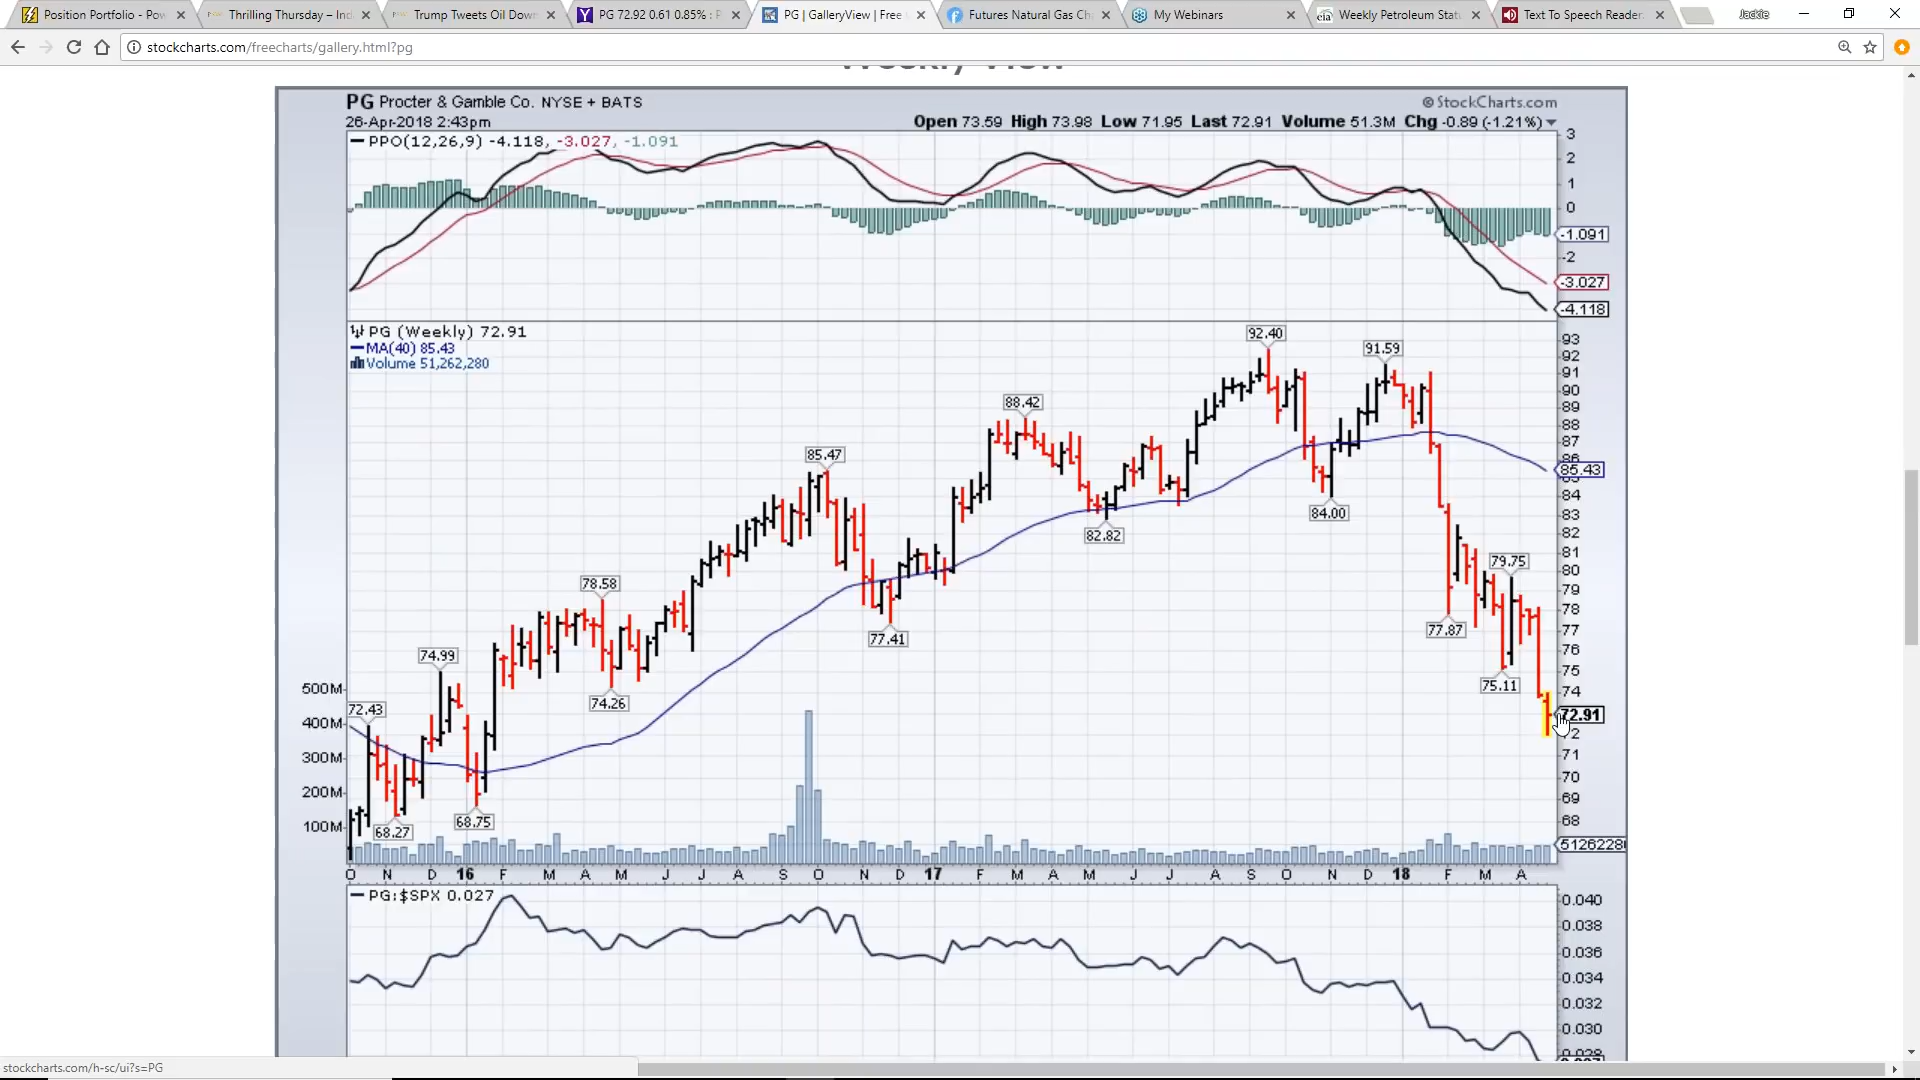 Position Portfolio - Pow
Thrilling Thursday – Ind
Trump Tweets Oil Down
PG 72.92 0.61 0.85% : P
PG | GalleryView | Free
Futures Natural Gas Cha
My Webinars
Weekly Petroleum Statu
Text To Speech Reader
Jackie
stockcharts.com/freecharts/gallery.html?pg
Weekly View
PG Procter & Gamble Co. NYSE + BATS
© StockCharts.com
26-Apr-2018 2:43pm
Open 73.59 High 73.98 Low 71.95 Last 72.91 Volume 51.3M Chg -0.89 (-1.21%)
PPO(12,26,9) -4.118, -3.027, -1.091
3
2
1
0
-1.091
-2
-3.027
-4.118
PG (Weekly) 72.91
MA(40) 85.43
Volume 51,262,280
92.40
91.59
88.42
85.47
84.00
82.82
79.75
78.58
77.41
77.87
74.99
75.11
74.26
72.43
68.75
68.27
93
92
91
90
89
88
87
86
85.43
84
83
82
81
80
79
78
77
76
75
74
72.91
72
71
70
69
68
500M
400M
300M
200M
100M
5126228
O N D 16 F M A M J J A S O N D 17 F M A M J J A S O N D 18 F M A
PG:$SPX 0.027
0.040
0.038
0.036
0.034
0.032
0.030
0.028
stockcharts.com/h-sc/ui?s=PG